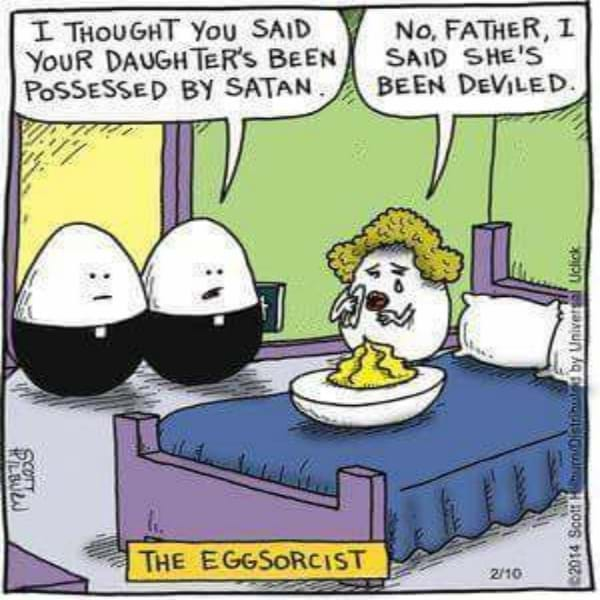 I THOUGHT YOU SAID
YOUR DAUGHTER'S BEEN
POSSESSED BY SATAN.
NO, FATHER, I
SAID SHE'S
BEEN DEVILED.
SCOTT
HILBURN
THE EGGSORCIST
2/10
©2014 Scott Hilburn/Distributed by Universal Uclick